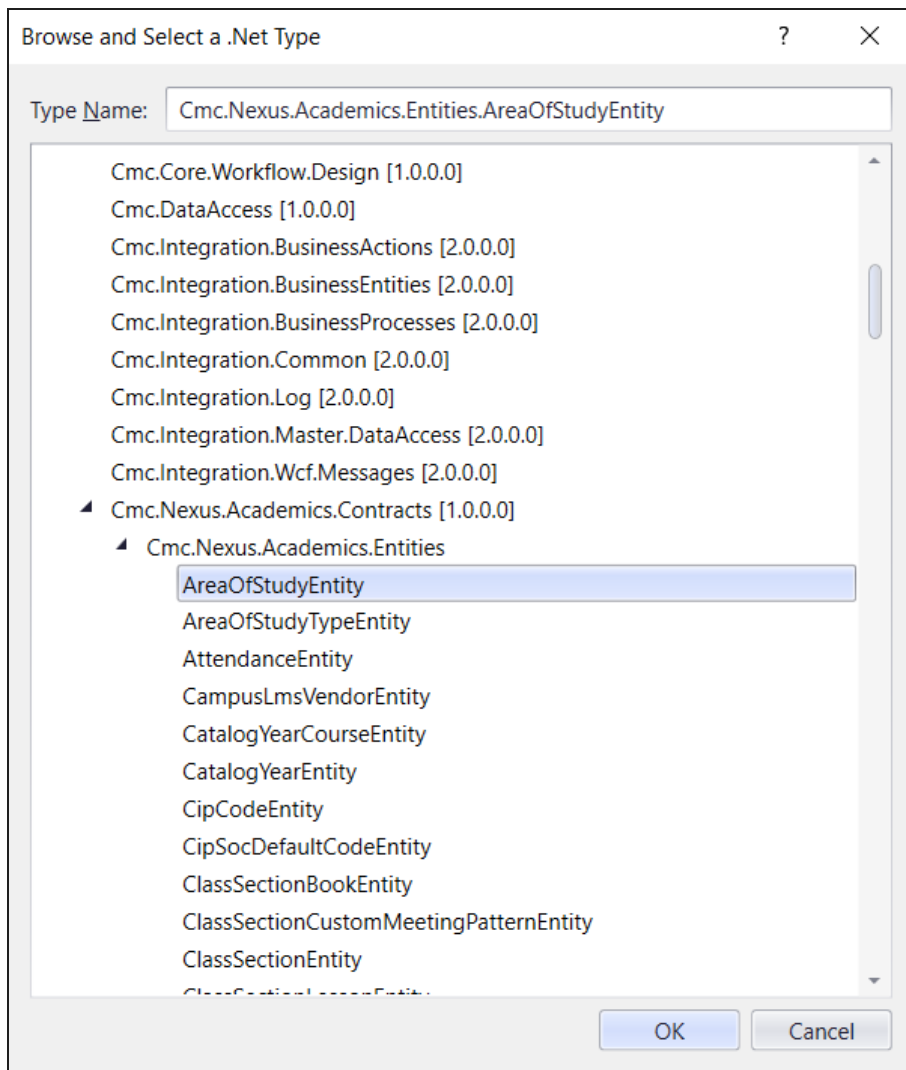 Browse and Select a .Net Type ? ×
Type Name: Cmc.Nexus.Academics.Entities.AreaOfStudyEntity
Cmc.Core.Workflow.Design [1.0.0.0]
Cmc.DataAccess [1.0.0.0]
Cmc.Integration.BusinessActions [2.0.0.0]
Cmc.Integration.BusinessEntities [2.0.0.0]
Cmc.Integration.BusinessProcesses [2.0.0.0]
Cmc.Integration.Common [2.0.0.0]
Cmc.Integration.Log [2.0.0.0]
Cmc.Integration.Master.DataAccess [2.0.0.0]
Cmc.Integration.Wcf.Messages [2.0.0.0]
Cmc.Nexus.Academics.Contracts [1.0.0.0]
Cmc.Nexus.Academics.Entities
AreaOfStudyEntity
AreaOfStudyTypeEntity
AttendanceEntity
CampusLmsVendorEntity
CatalogYearCourseEntity
CatalogYearEntity
CipCodeEntity
CipSocDefaultCodeEntity
ClassSectionBookEntity
ClassSectionCustomMeetingPatternEntity
ClassSectionEntity
OK Cancel